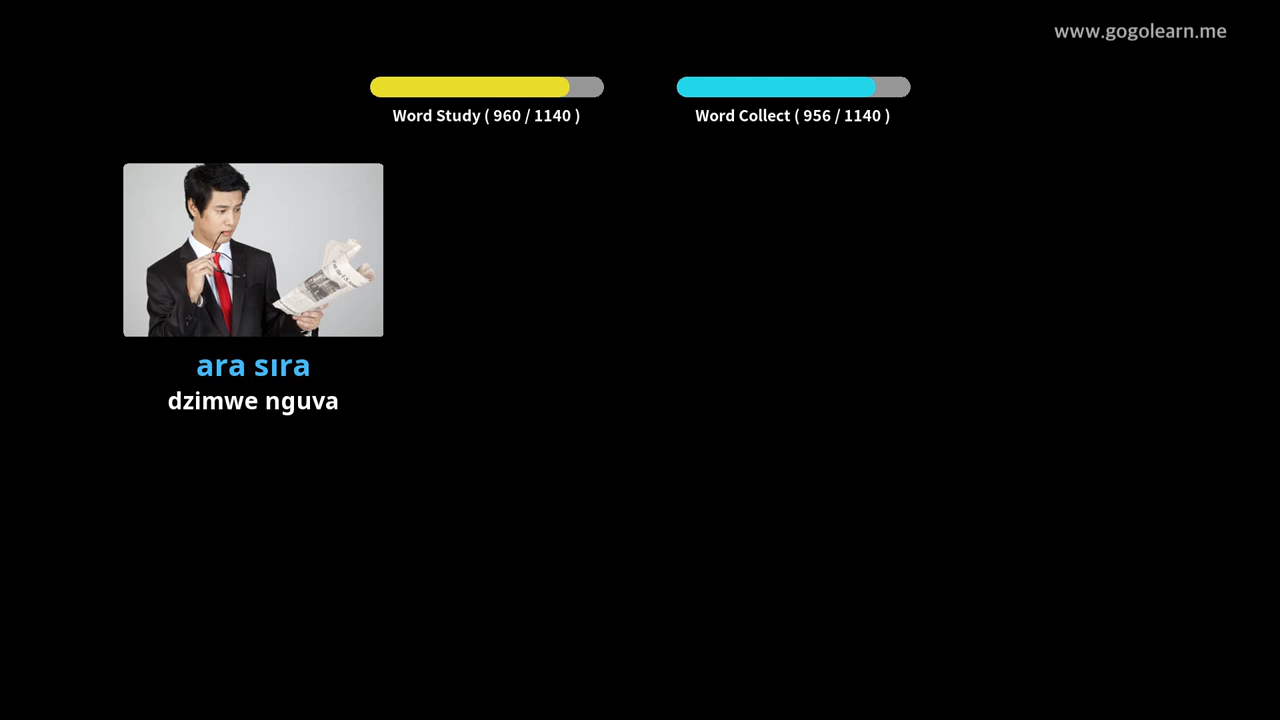 www.gogolearn.me
Word Study ( 960 / 1140 )
Word Collect ( 956 / 1140 )
ara sıra
dzimwe nguva